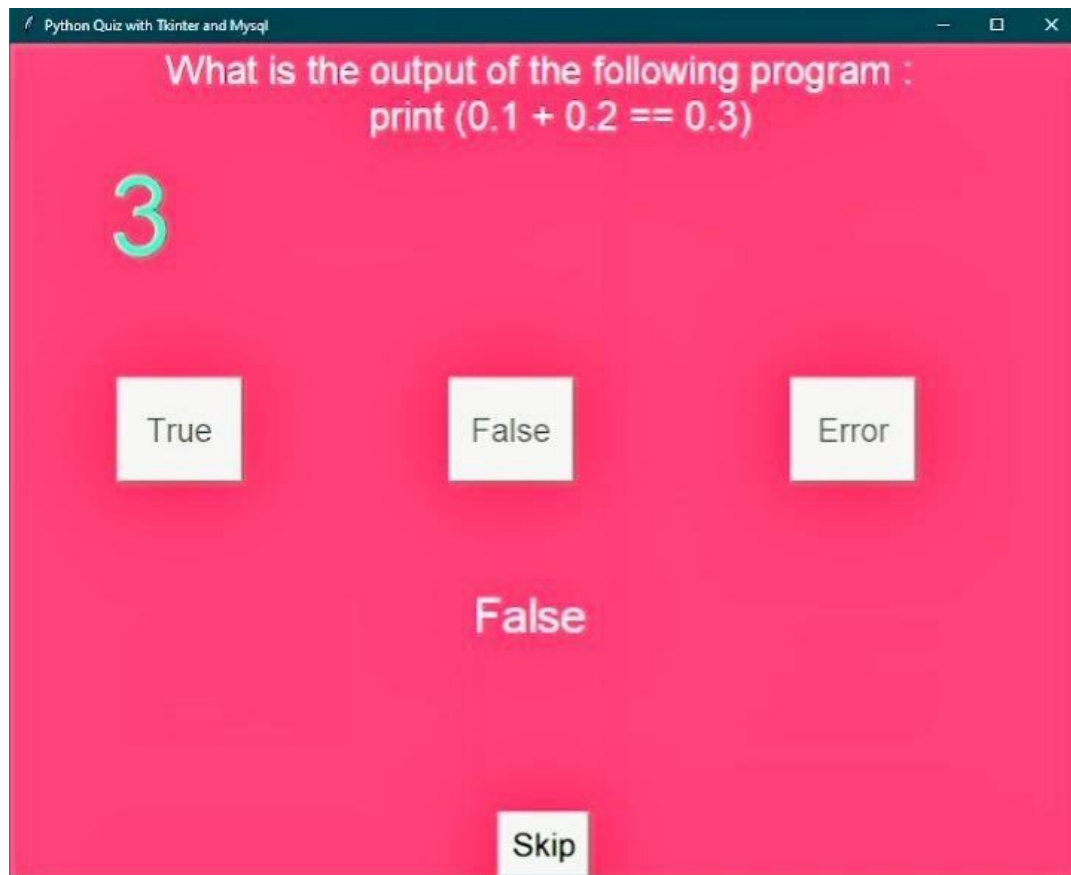 Python Quiz with Tkinter and Mysql
What is the output of the following program :
print (0.1 + 0.2 == 0.3)
3
True
False
Error
False
Skip